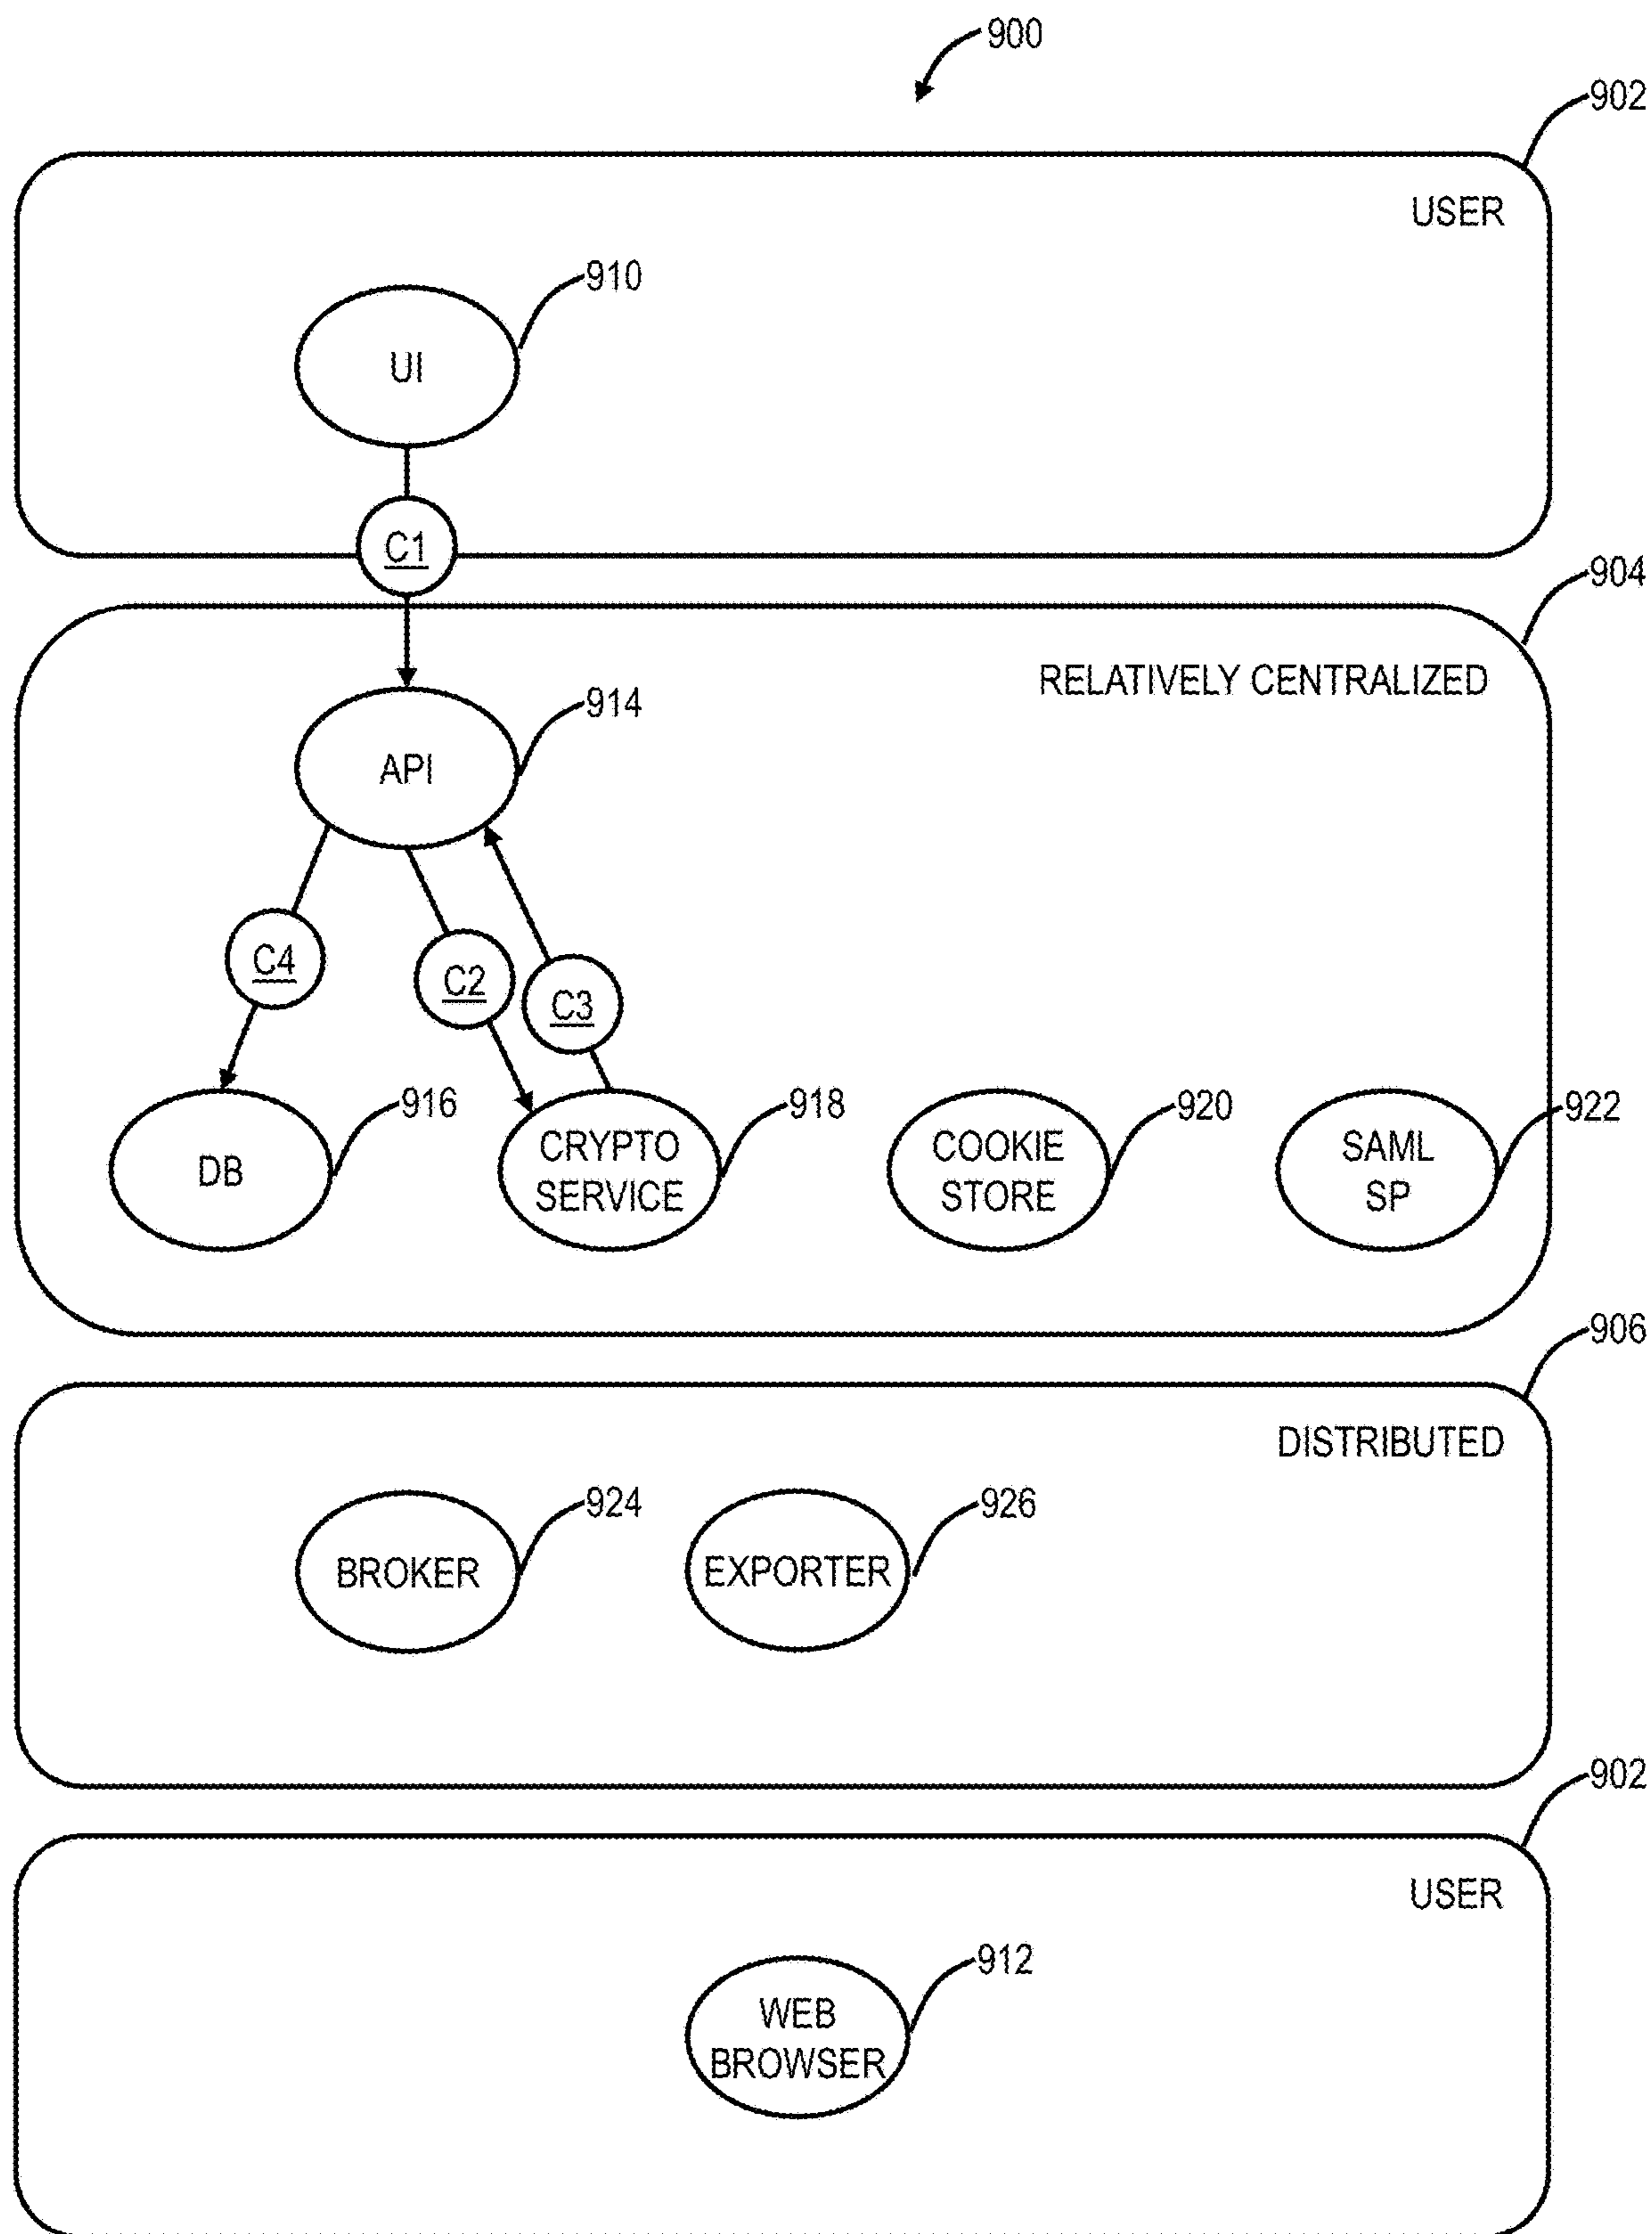 900
902
USER
910
UI
C1
904
RELATIVELY CENTRALIZED
914
API
C4
C2
C3
916
918
920
922
DB
CRYPTO
SERVICE
COOKIE
STORE
SAML
SP
906
DISTRIBUTED
924
926
BROKER
EXPORTER
902
USER
912
WEB
BROWSER